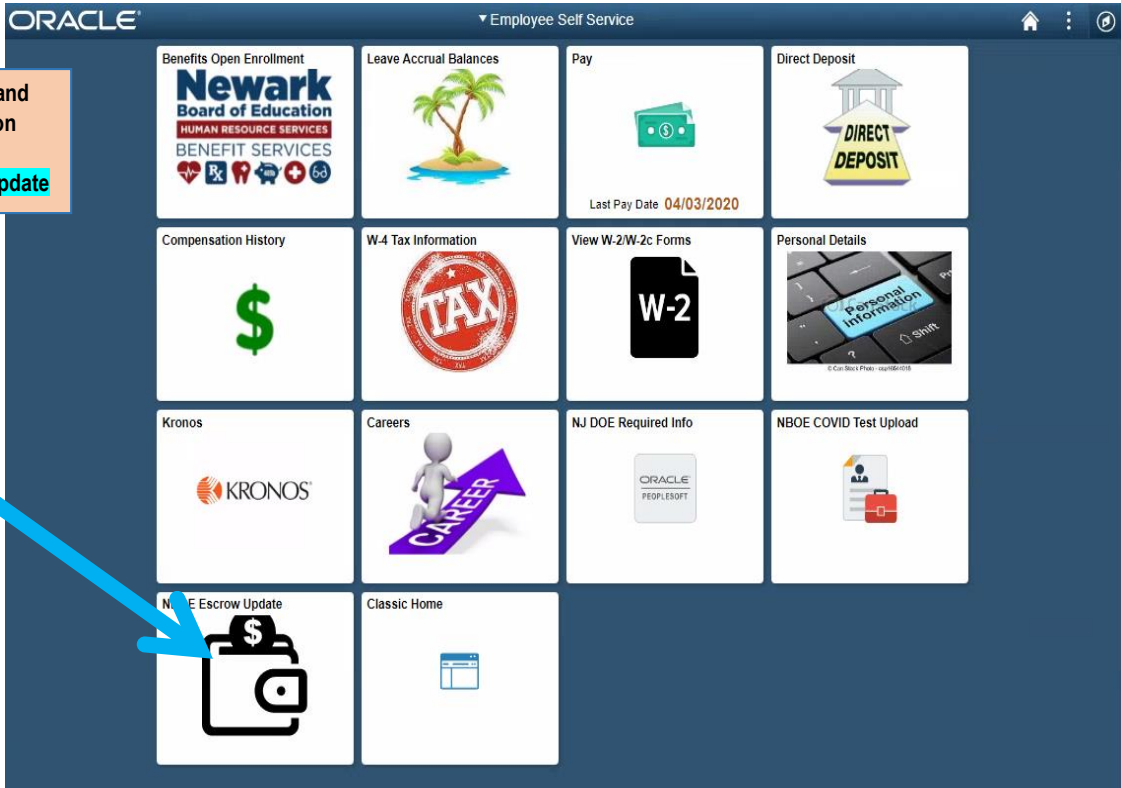 ORACLE
Employee Self Service
and
on
pdate
Benefits Open Enrollment
Newark
Board of Education
HUMAN RESOURCE SERVICES
BENEFIT SERVICES
Rx
Leave Accrual Balances
Pay
$
Last Pay Date 04/03/2020
Direct Deposit
DIRECT
DEPOSIT
Compensation History
$
W-4 Tax Information
TAX
View W-2/W-2c Forms
W-2
Personal Details
Personal
information
Shift
Kronos
KRONOS
Careers
CAREER
NJ DOE Required Info
ORACLE
PEOPLESOFT
NBOE COVID Test Upload
E Escrow Update
$
Classic Home